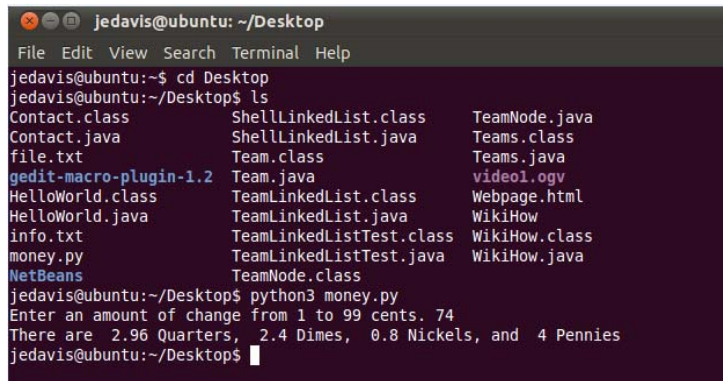 jedavis@ubuntu: ~/Desktop
File Edit View Search Terminal Help
jedavis@ubuntu:~$ cd Desktop
jedavis@ubuntu:~/Desktop$ ls
Contact.class ShellLinkedList.class TeamNode.java
Contact.java ShellLinkedList.java Teams.class
file.txt Team.class Teams.java
gedit-macro-plugin-1.2 Team.java video1.ogv
HelloWorld.class TeamLinkedList.class Webpage.html
HelloWorld.java TeamLinkedList.java WikiHow
info.txt TeamLinkedListTest.class WikiHow.class
money.py TeamLinkedListTest.java WikiHow.java
NetBeans TeamNode.class
jedavis@ubuntu:~/Desktop$ python3 money.py
Enter an amount of change from 1 to 99 cents. 74
There are 2.96 Quarters, 2.4 Dimes, 0.8 Nickels, and 4 Pennies
jedavis@ubuntu:~/Desktop$